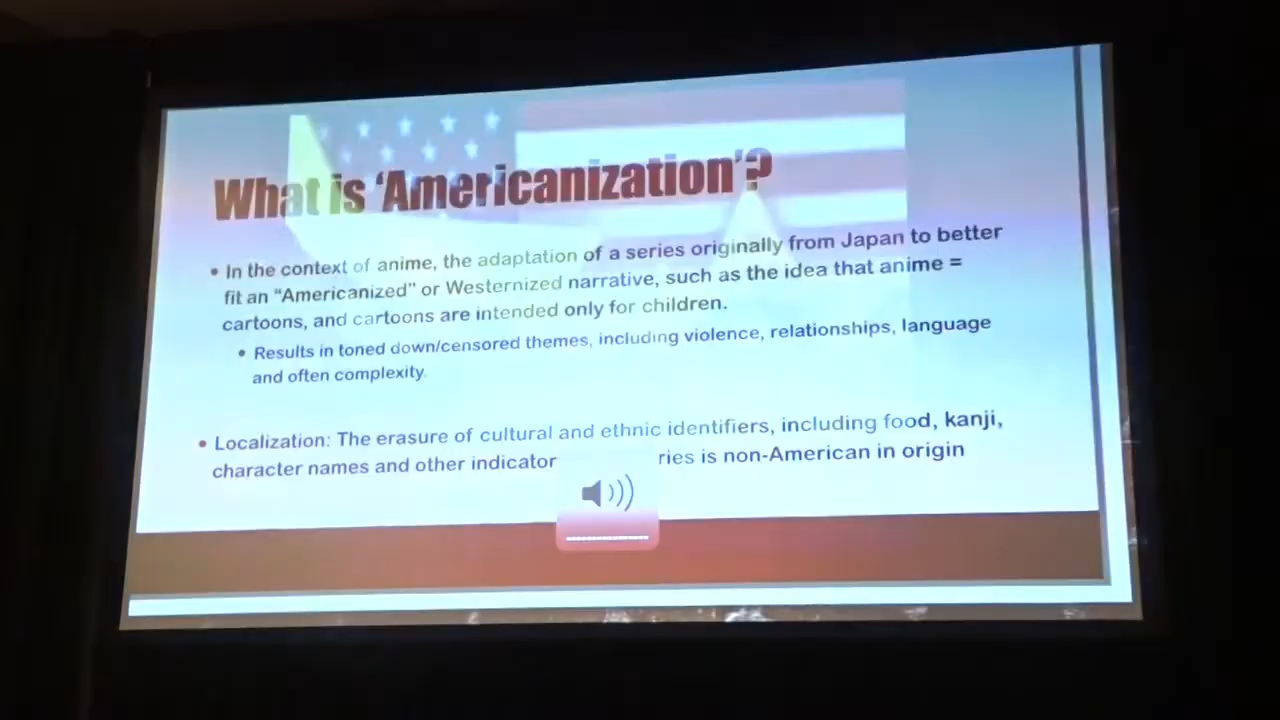 What is ‘Americanization’?
• In the context of anime, the adaptation of a series originally from Japan to better
fit an “Americanized” or Westernized narrative, such as the idea that anime =
cartoons, and cartoons are intended only for children.
• Results in toned down/censored themes, including violence, relationships, language
and often complexity.
• Localization: The erasure of cultural and ethnic identifiers, including food, kanji,
character names and other indicator ries is non-American in origin